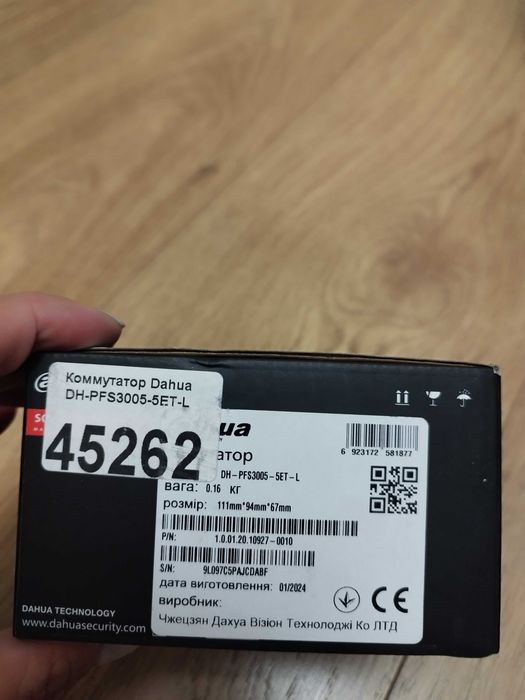 Коммутатор Dahua
DH-PFS3005-5ET-L
45262
ua
атор
DH-PFS3005-5ET-L
вага: 0.16 КГ
розмір: 111mm*94mm*67mm
6 923172 581877
P/N: 1.0.01.20.10927-0010
S/N: 9L097C5PAJCDABF
дата виготовлення: 01/2024
виробник:
Чжецзян Дахуа Візіон Технолоджі Ко ЛТД
CE
DAHUA TECHNOLOGY
www.dahuasecurity.com